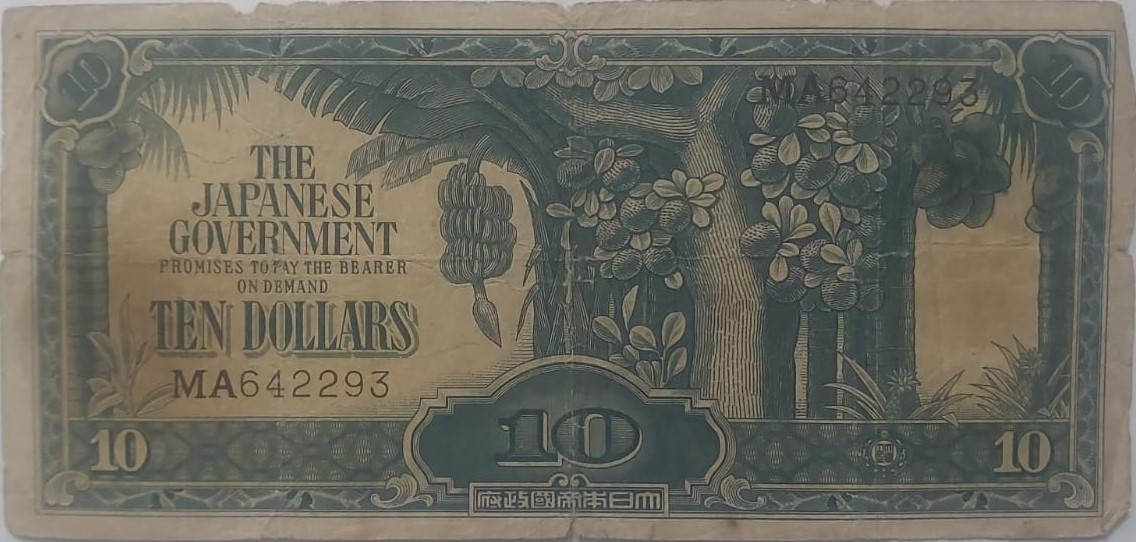 10 10
MA642293
THE
JAPANESE
GOVERNMENT
PROMISES TO PAY THE BEARER
ON DEMAND
TEN DOLLARS
MA642293
10 10 10
府政國帝本日大